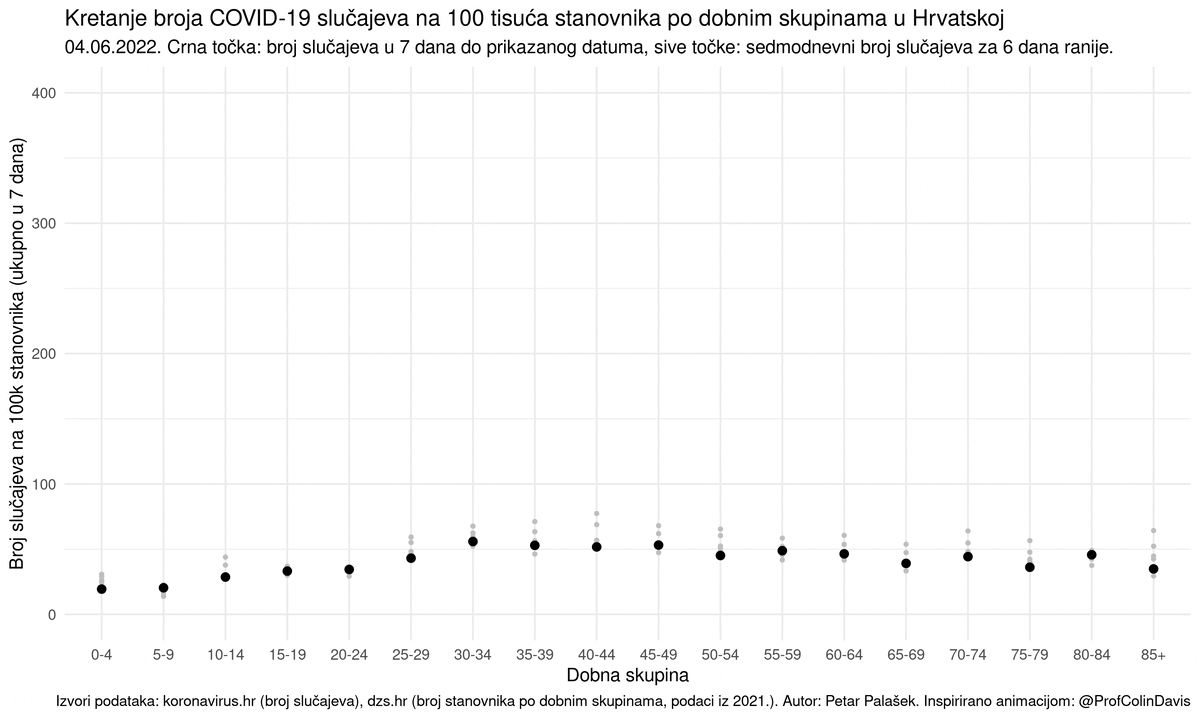 Kretanje broja COVID-19 slučajeva na 100 tisuća stanovnika po dobnim skupinama u Hrvatskoj
04.06.2022. Crna točka: broj slučajeva u 7 dana do prikazanog datuma, sive točke: sedmodnevni broj slučajeva za 6 dana ranije.
Broj slučajeva na 100k stanovnika (ukupno u 7 dana)
400
300
200
100
0
0-4 5-9 10-14 15-19 20-24 25-29 30-34 35-39 40-44 45-49 50-54 55-59 60-64 65-69 70-74 75-79 80-84 85+
Dobna skupina
Izvori podataka: koronavirus.hr (broj slučajeva), dzs.hr (broj stanovnika po dobnim skupinama, podaci iz 2021.). Autor: Petar Palašek. Inspirirano animacijom: @ProfColinDavis